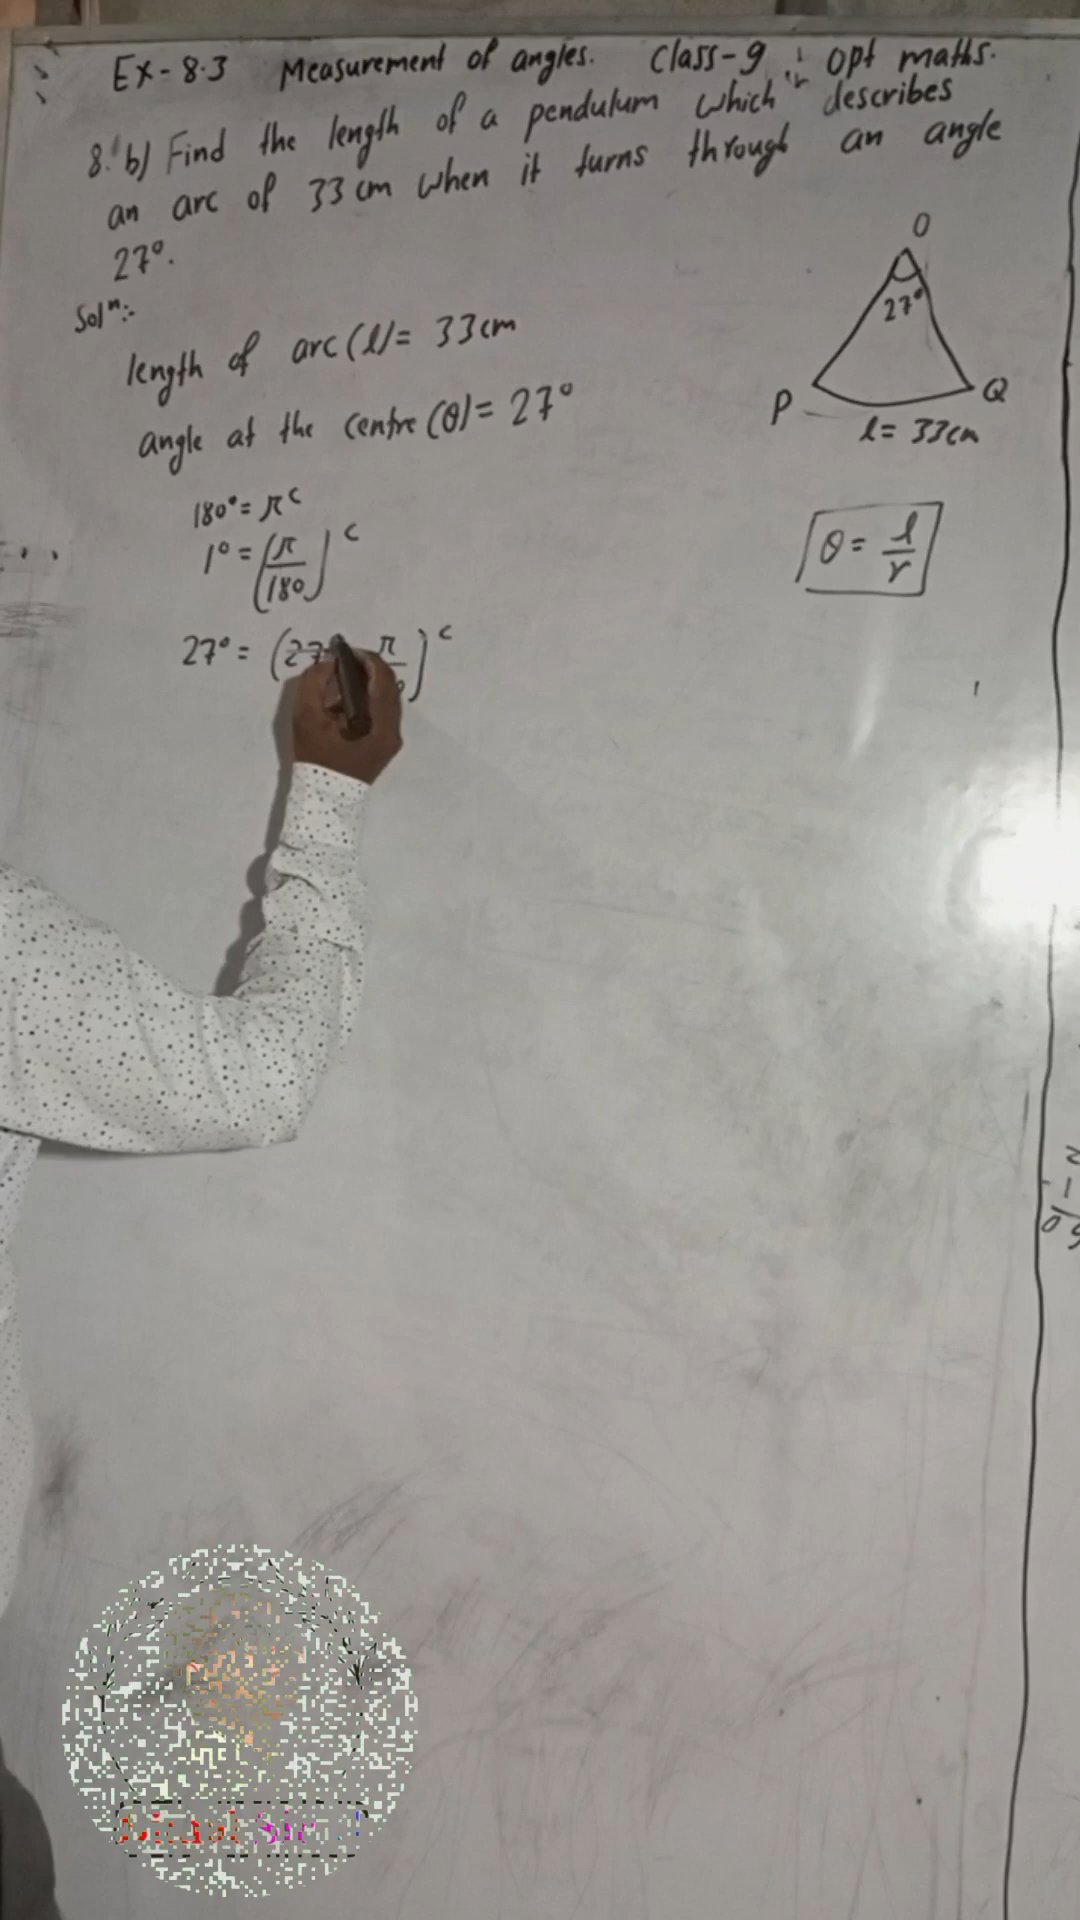 Ex-8.3 Measurement of angles. Class-9 opt maths.
8. b) Find the length of a pendulum which describes
an arc of 33 cm when it turns through an angle
27°.
Solⁿ:-
length of arc (l) = 33cm
angle at the centre (θ) = 27°
180° = πᶜ
1° = (π/180)ᶜ
27° = (27 π
)ᶜ
O
27°
P
Q
l = 33cm
θ = l/r